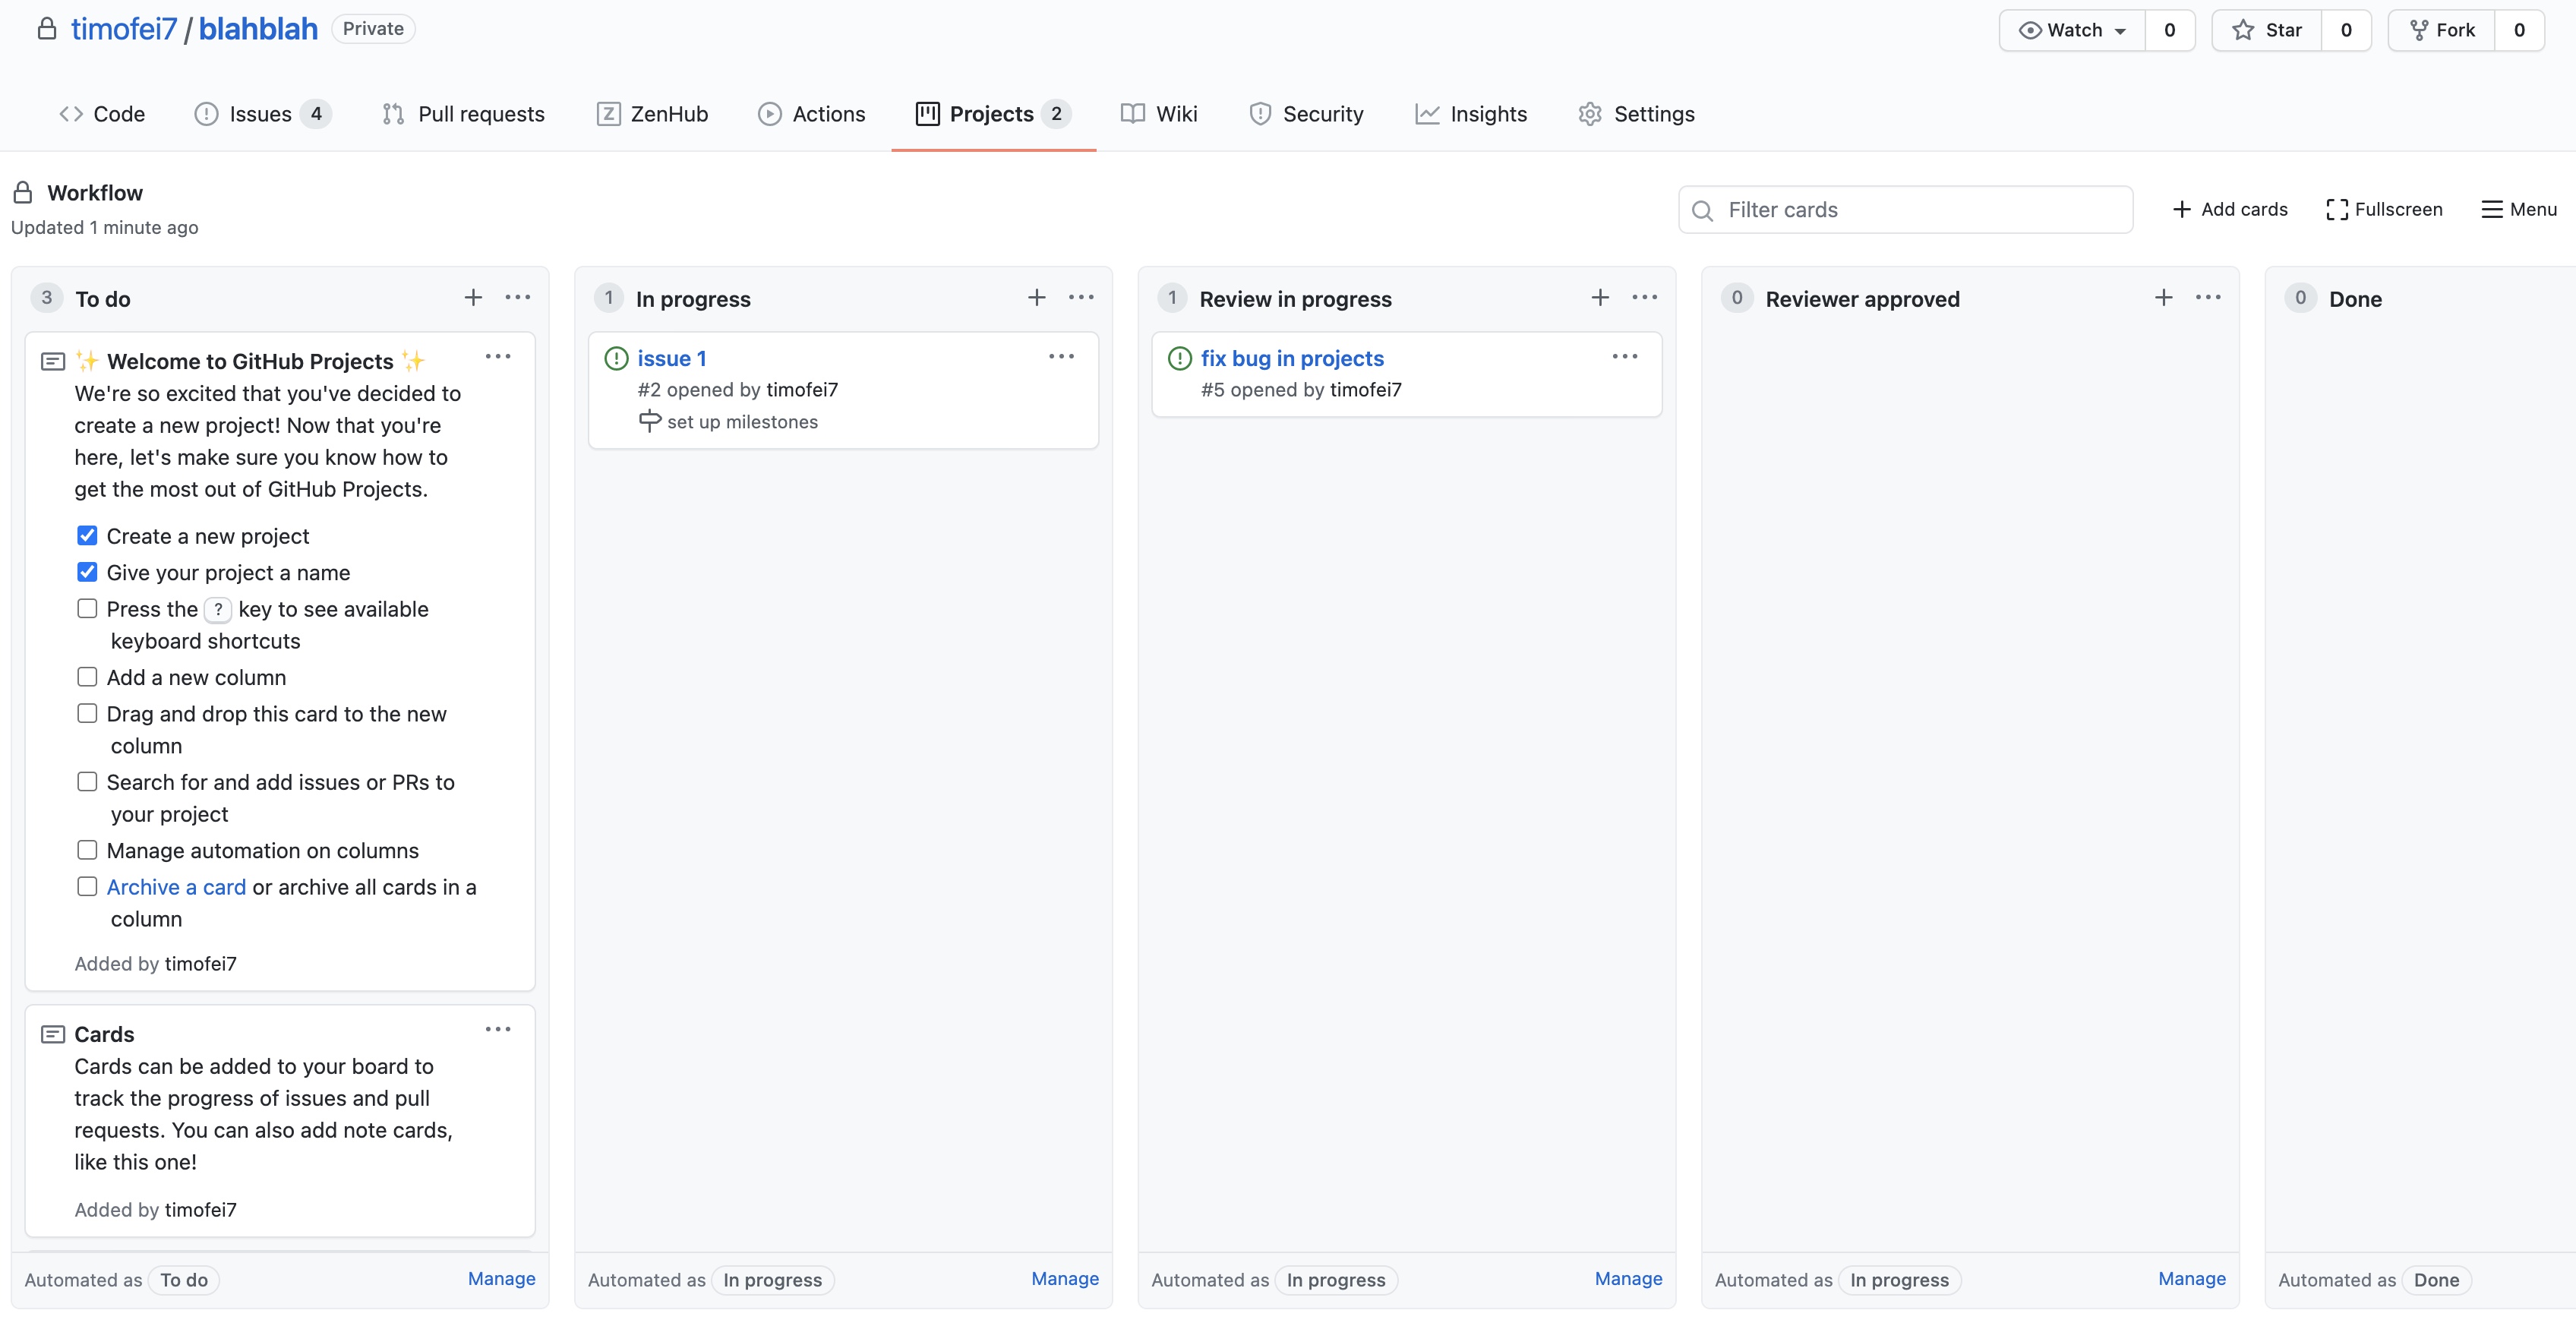 timofei7 / blahblah Private
Watch 0 Star 0 Fork 0
Code Issues 4 Pull requests ZenHub Actions Projects 2 Wiki Security Insights Settings
Workflow
Updated 1 minute ago
Filter cards Add cards Fullscreen Menu
3 To do
✨ Welcome to GitHub Projects ✨
We're so excited that you've decided to
create a new project! Now that you're
here, let's make sure you know how to
get the most out of GitHub Projects.
Create a new project
Give your project a name
Press the ? key to see available
keyboard shortcuts
Add a new column
Drag and drop this card to the new
column
Search for and add issues or PRs to
your project
Manage automation on columns
Archive a card or archive all cards in a
column
Added by timofei7
Cards
Cards can be added to your board to
track the progress of issues and pull
requests. You can also add note cards,
like this one!
Added by timofei7
Automated as To do Manage
1 In progress
issue 1
#2 opened by timofei7
set up milestones
Automated as In progress Manage
1 Review in progress
fix bug in projects
#5 opened by timofei7
Automated as In progress Manage
0 Reviewer approved
Automated as In progress Manage
0 Done
Automated as Done